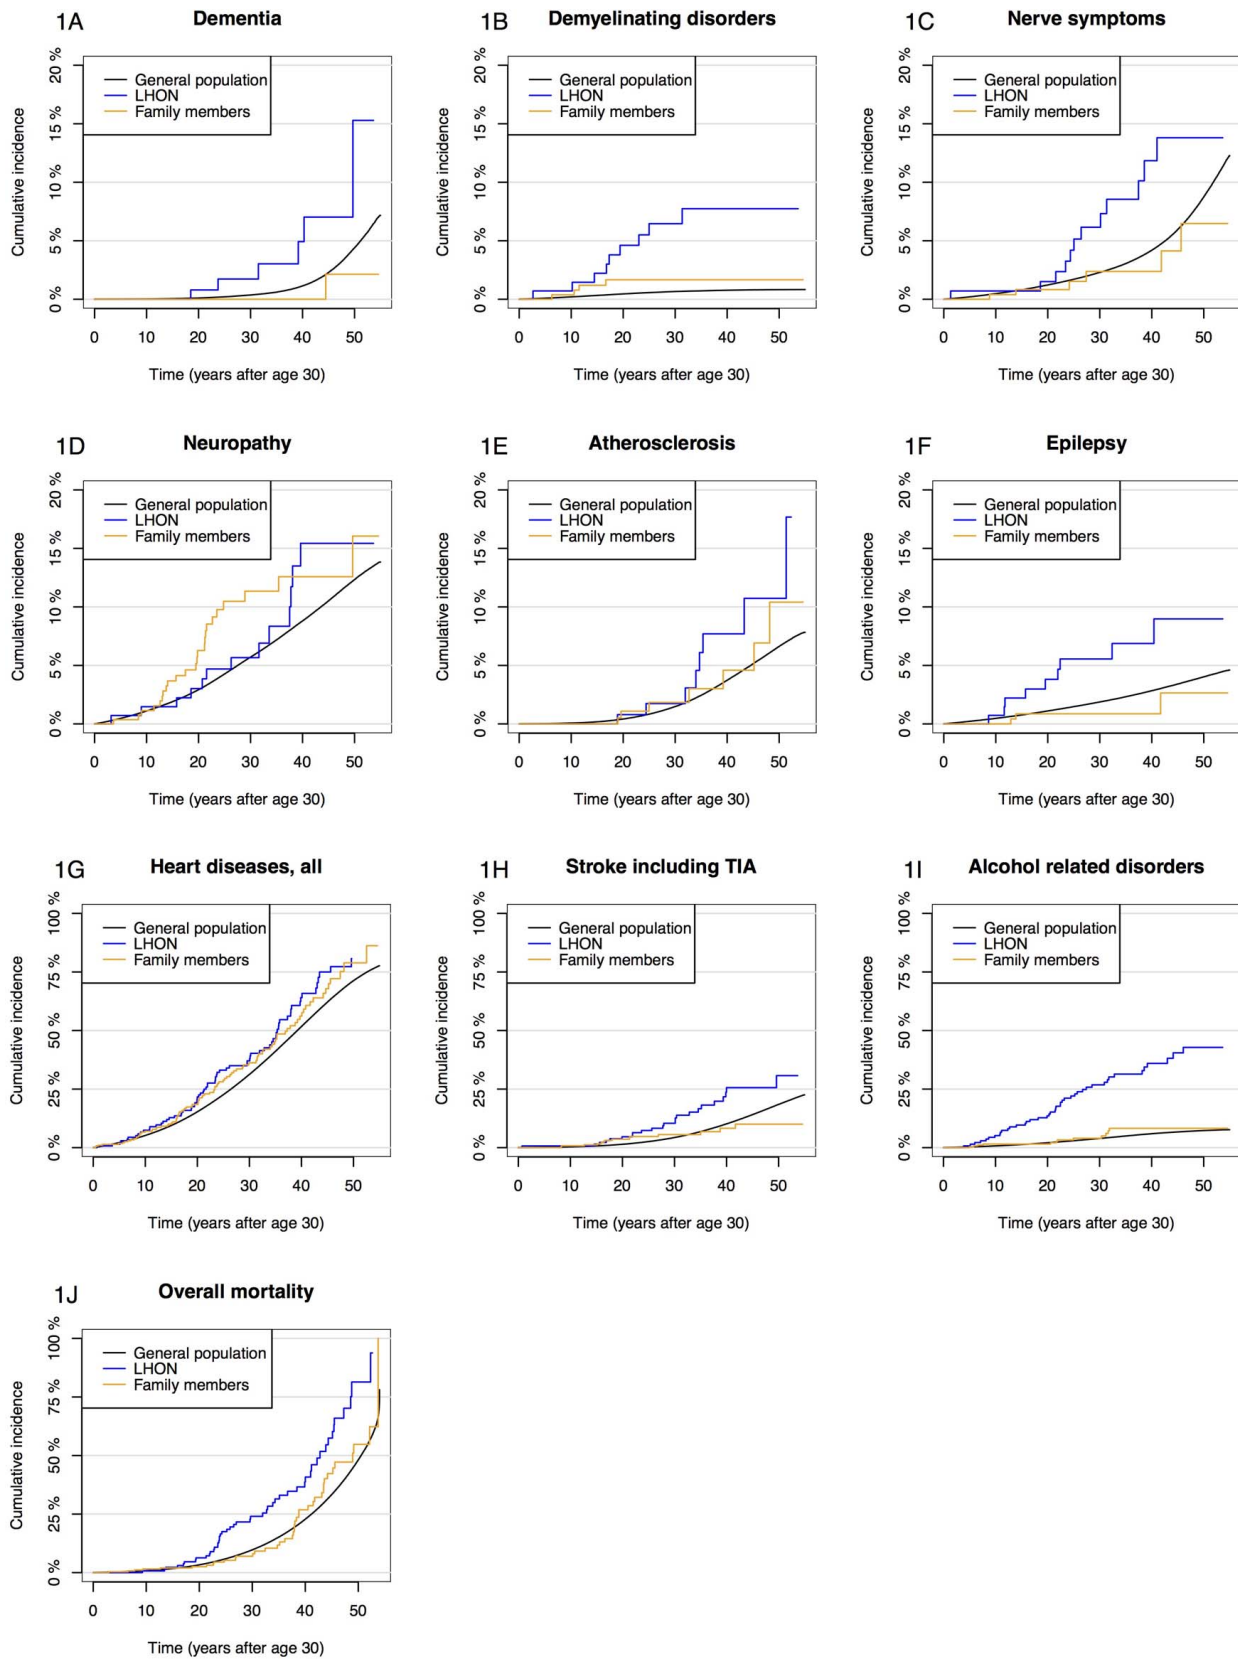 1A
Dementia
20 %
15 %
10 %
5 %
0 %
Cumulative incidence
General population
LHON
Family members
0 10 20 30 40 50
Time (years after age 30)
1B
Demyelinating disorders
20 %
15 %
10 %
5 %
0 %
Cumulative incidence
General population
LHON
Family members
0 10 20 30 40 50
Time (years after age 30)
1C
Nerve symptoms
20 %
15 %
10 %
5 %
0 %
Cumulative incidence
General population
LHON
Family members
0 10 20 30 40 50
Time (years after age 30)
1D
Neuropathy
20 %
15 %
10 %
5 %
0 %
Cumulative incidence
General population
LHON
Family members
0 10 20 30 40 50
Time (years after age 30)
1E
Atherosclerosis
20 %
15 %
10 %
5 %
0 %
Cumulative incidence
General population
LHON
Family members
0 10 20 30 40 50
Time (years after age 30)
1F
Epilepsy
20 %
15 %
10 %
5 %
0 %
Cumulative incidence
General population
LHON
Family members
0 10 20 30 40 50
Time (years after age 30)
1G
Heart diseases, all
100 %
75 %
50 %
25 %
0 %
Cumulative incidence
General population
LHON
Family members
0 10 20 30 40 50
Time (years after age 30)
1H
Stroke including TIA
100 %
75 %
50 %
25 %
0 %
Cumulative incidence
General population
LHON
Family members
0 10 20 30 40 50
Time (years after age 30)
1I
Alcohol related disorders
100 %
75 %
50 %
25 %
0 %
Cumulative incidence
General population
LHON
Family members
0 10 20 30 40 50
Time (years after age 30)
1J
Overall mortality
100 %
75 %
50 %
25 %
0 %
Cumulative incidence
General population
LHON
Family members
0 10 20 30 40 50
Time (years after age 30)